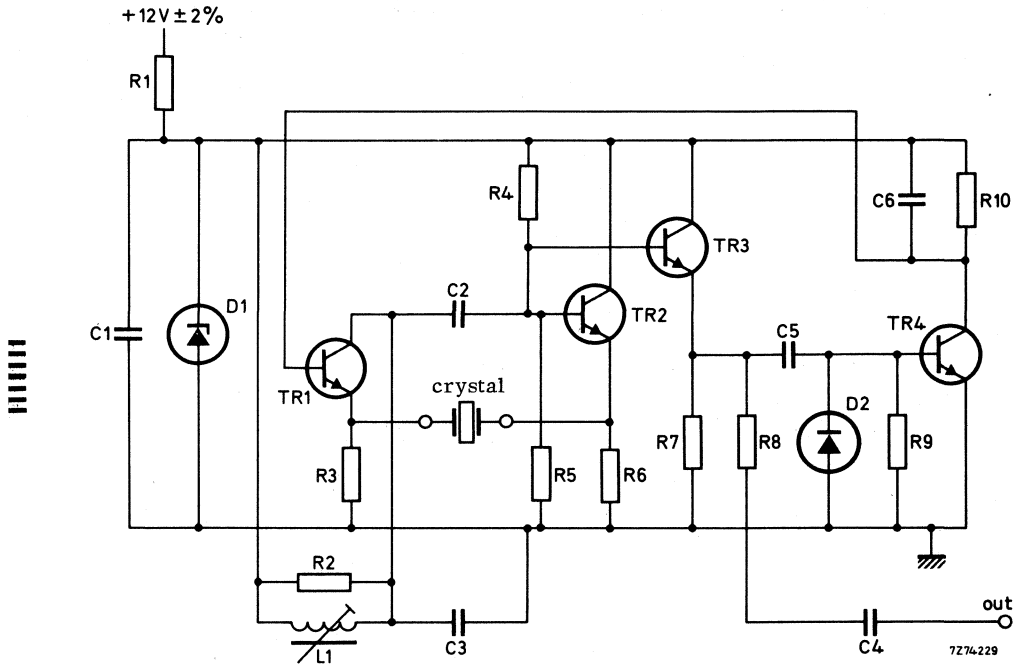 +12V ± 2%
R1
R4
C6
R10
TR3
C2
TR2
D1
C1
C5
TR4
TR1
crystal
D2
R3
R5
R6
R7
R8
R9
R2
L1
C3
C4
out
7Z74229